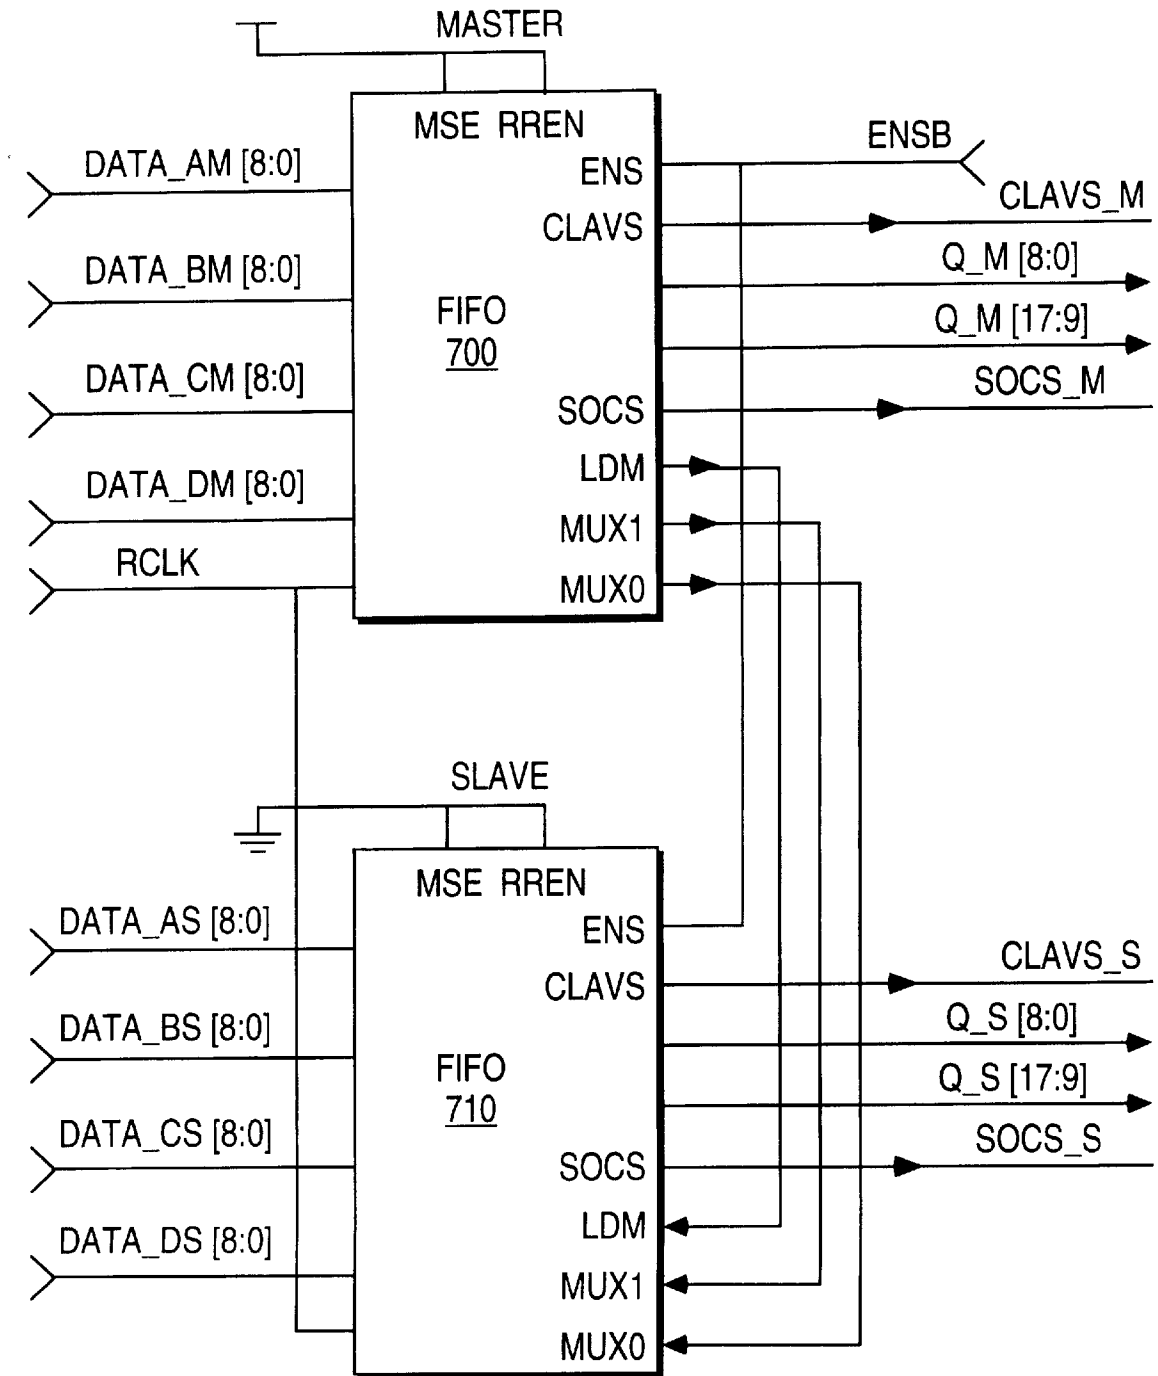 MASTER
MSE RREN
DATA_AM [8:0]
DATA_BM [8:0]
DATA_CM [8:0]
DATA_DM [8:0]
RCLK
FIFO
700
ENS
CLAVS
SOCS
LDM
MUX1
MUX0
ENSB
CLAVS_M
Q_M [8:0]
Q_M [17:9]
SOCS_M
SLAVE
MSE RREN
DATA_AS [8:0]
DATA_BS [8:0]
DATA_CS [8:0]
DATA_DS [8:0]
FIFO
710
ENS
CLAVS
SOCS
LDM
MUX1
MUX0
CLAVS_S
Q_S [8:0]
Q_S [17:9]
SOCS_S